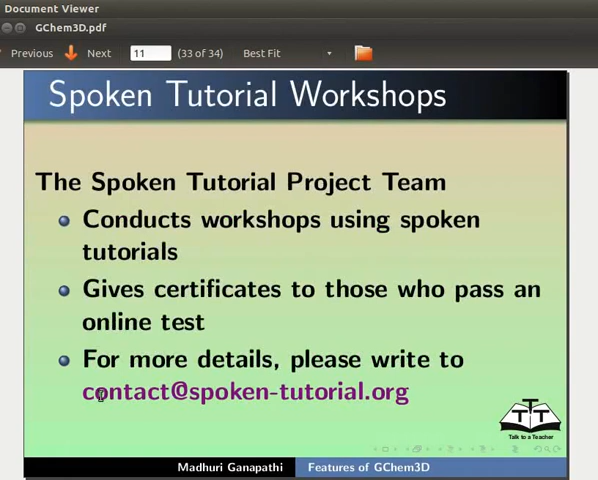 Document Viewer
GChem3D.pdf
Previous Next 11 (33 of 34) Best Fit
Spoken Tutorial Workshops
The Spoken Tutorial Project Team
Conducts workshops using spoken
tutorials
Gives certificates to those who pass an
online test
For more details, please write to
contact@spoken-tutorial.org
Talk to a Teacher
Madhuri Ganapathi Features of GChem3D